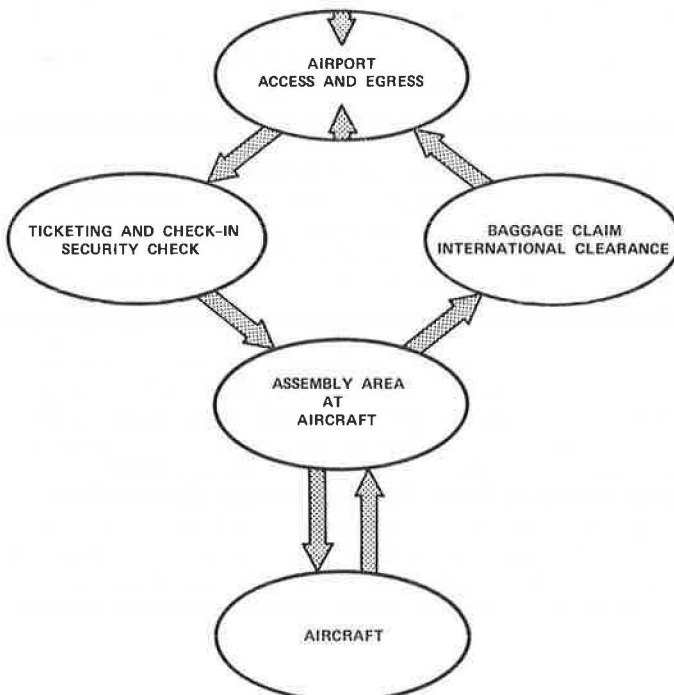 AIRPORT
ACCESS AND EGRESS
TICKETING AND CHECK-IN
SECURITY CHECK
BAGGAGE CLAIM
INTERNATIONAL CLEARANCE
ASSEMBLY AREA
AT
AIRCRAFT
AIRCRAFT